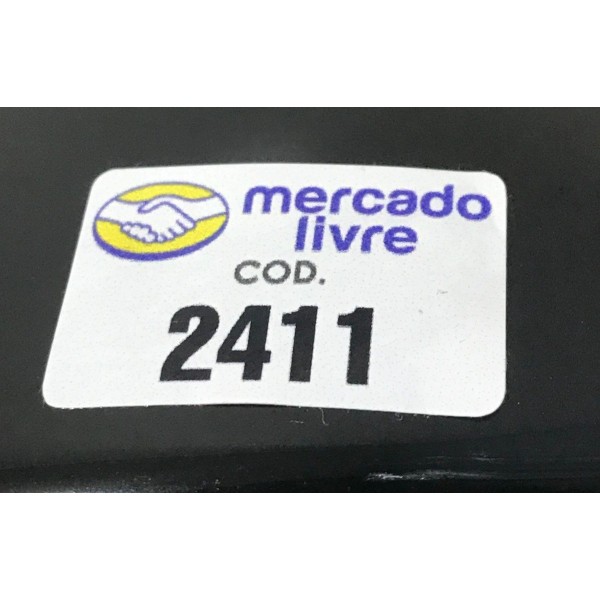 mercado
livre
COD.
2411